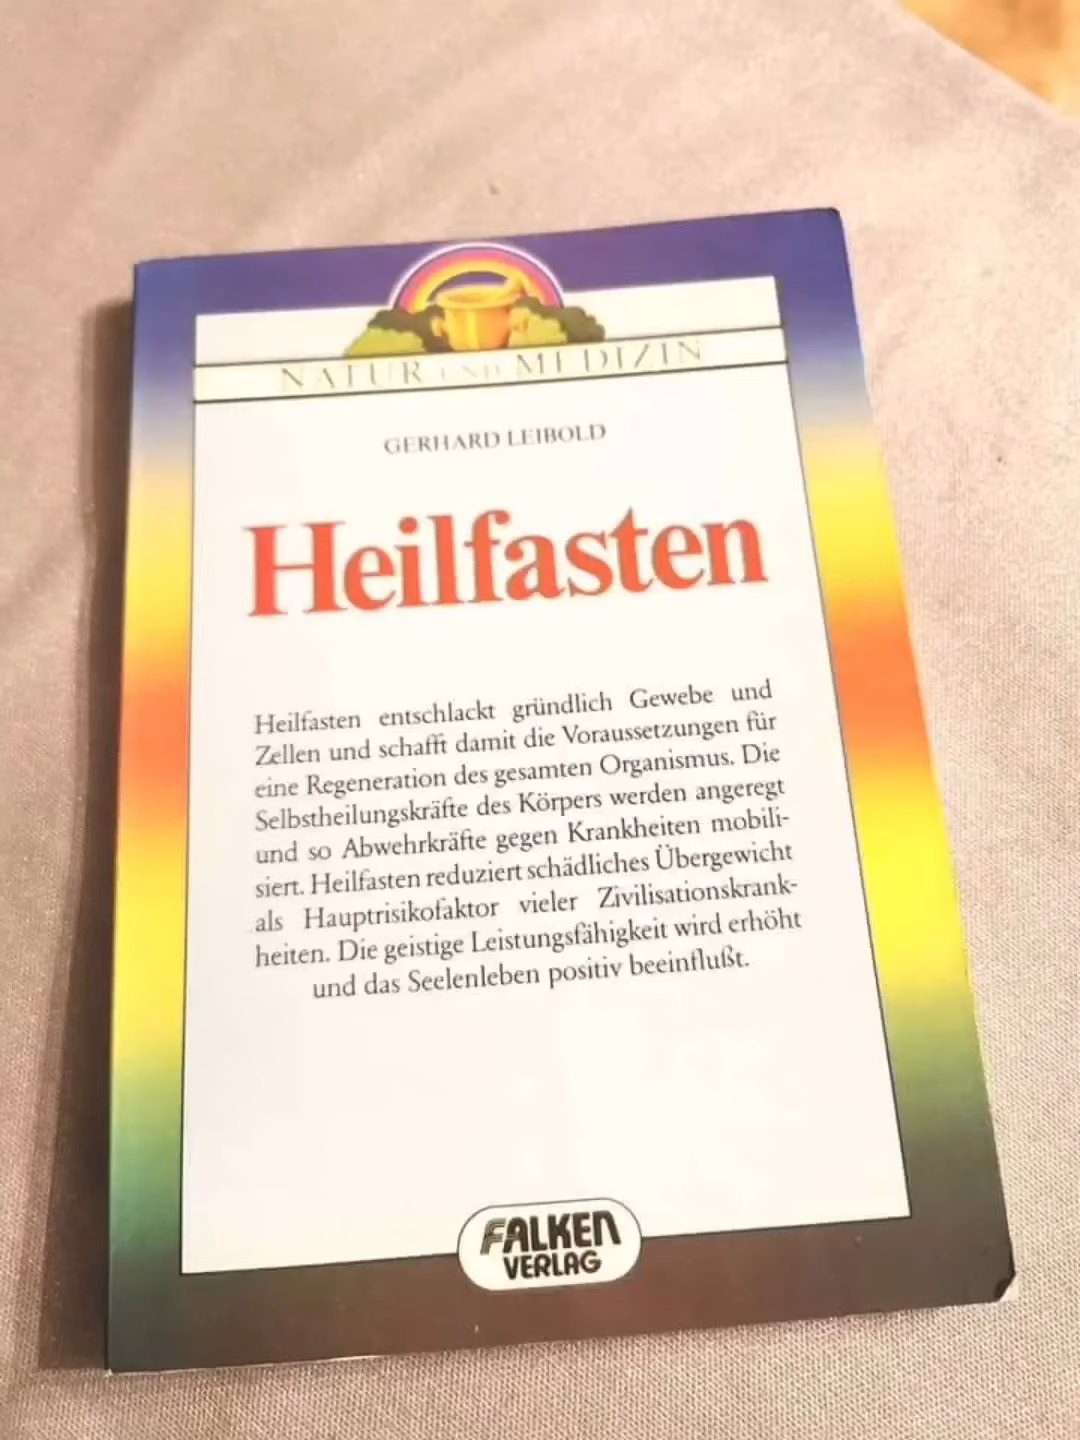 NATUR UND MEDIZIN
GERHARD LEIBOLD
Heilfasten
Heilfasten entschlackt gründlich Gewebe und
Zellen und schafft damit die Voraussetzungen für
eine Regeneration des gesamten Organismus. Die
Selbstheilungskräfte des Körpers werden angeregt
und so Abwehrkräfte gegen Krankheiten mobili-
siert. Heilfasten reduziert schädliches Übergewicht
als Hauptrisikofaktor vieler Zivilisationskrank-
heiten. Die geistige Leistungsfähigkeit wird erhöht
und das Seelenleben positiv beeinflußt.
FALKEN
VERLAG